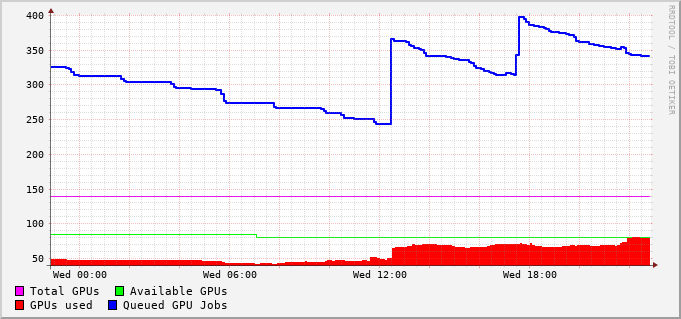 400
350
300
250
200
150
100
50
Wed 00:00 Wed 06:00 Wed 12:00 Wed 18:00
Total GPUs Available GPUs
GPUs used Queued GPU Jobs
RRDTOOL / TOBI OETIKER